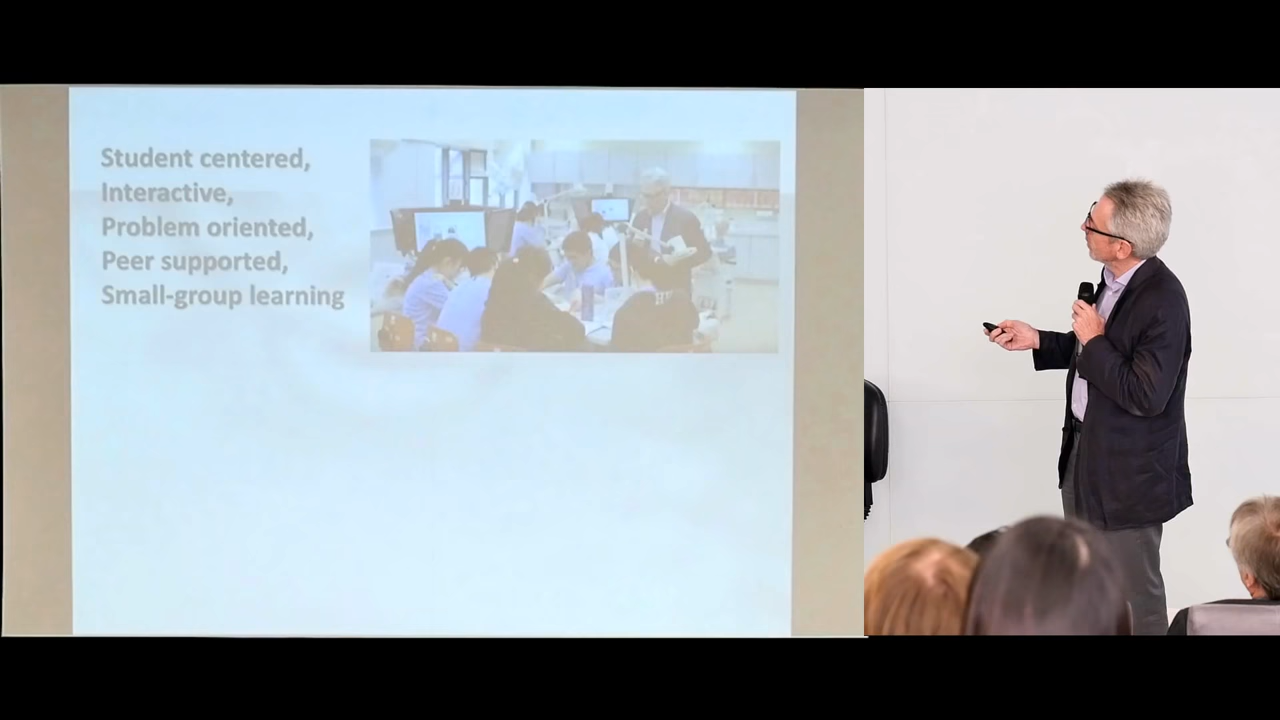 Student centered,
Interactive,
Problem oriented,
Peer supported,
Small-group learning